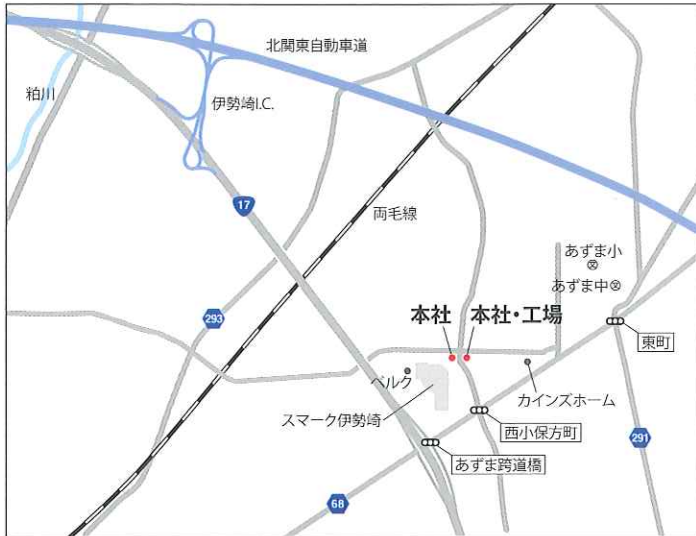 北関東自動車道
粕川
伊勢崎I.C.
17
両毛線
あずま小
あずま中
293
本社
本社・工場
東町
ベルク
カインズホーム
スマーク伊勢崎
西小保方町
291
あずま跨道橋
68